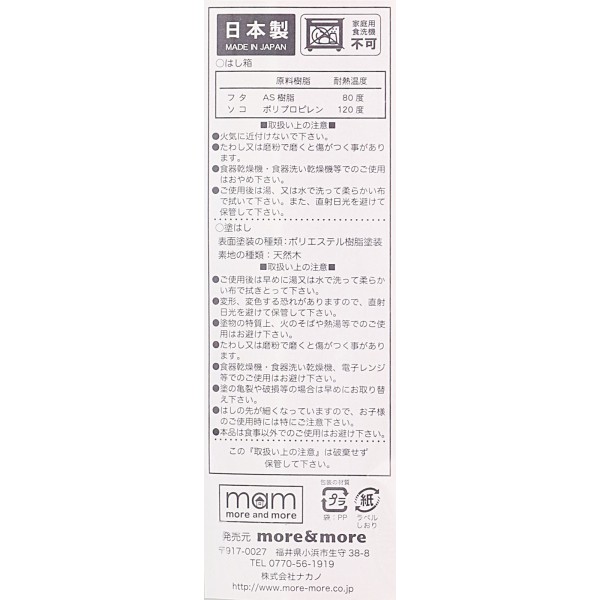 日本製
MADE IN JAPAN
家庭用
食洗機
不可
○はし箱
原料樹脂 耐熱温度
フタ AS樹脂 80度
ソコ ポリプロピレン 120度
■取扱い上の注意■
●火気に近付けないで下さい。
●たわし又は磨粉で磨くと傷がつく事があ
ります。
●食器乾燥機・食器洗い乾燥機等でのご使用
はおやめ下さい。
●ご使用後は湯、又は水で洗って柔らかい布
で拭いて下さい。また、直射日光を避けて
保管して下さい。
○塗はし
表面塗装の種類:ポリエステル樹脂塗装
素地の種類:天然木
■取扱い上の注意■
●ご使用後は早めに湯又は水で洗って柔らか
い布で拭きとって下さい。
●変形、変色する恐れがありますので、直射
日光を避けて保管して下さい。
●塗物の特質上、火のそばや熱湯等でのご使
用はお避け下さい。
●たわし又は磨粉で磨くと傷がつく事があり
ます。
●食器乾燥機・食器洗い乾燥機、電子レンジ
等でのご使用はお避け下さい。
●塗の亀裂や破損等の場合は早めにお取り替
え下さい。
●はしの先が細くなっていますので、お子様
のご使用時には特にご注意下さい。
●本品は食事以外でのご使用はお避け下さい。
この『取扱い上の注意』は破棄せず
保管して下さい。
mam
more and more
包装の材質
プラ
袋:PP
紙
ラベル
しおり
発売元 more&more
〒917-0027 福井県小浜市生守38-8
TEL 0770-56-1919
株式会社ナカノ
http://www.more-more.co.jp